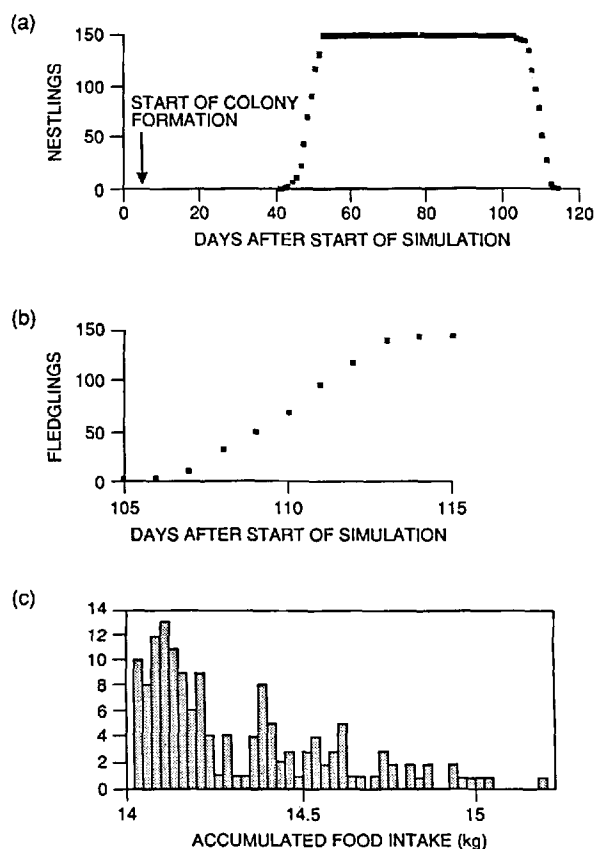 (a)
150
100
50
0
NESTLINGS
START OF COLONY
FORMATION
0 20 40 60 80 100 120
DAYS AFTER START OF SIMULATION
(b)
150
100
50
0
FLEDGLINGS
105 110 115
DAYS AFTER START OF SIMULATION
(c)
14
12
10
8
6
4
2
0
14 14.5 15
ACCUMULATED FOOD INTAKE (kg)